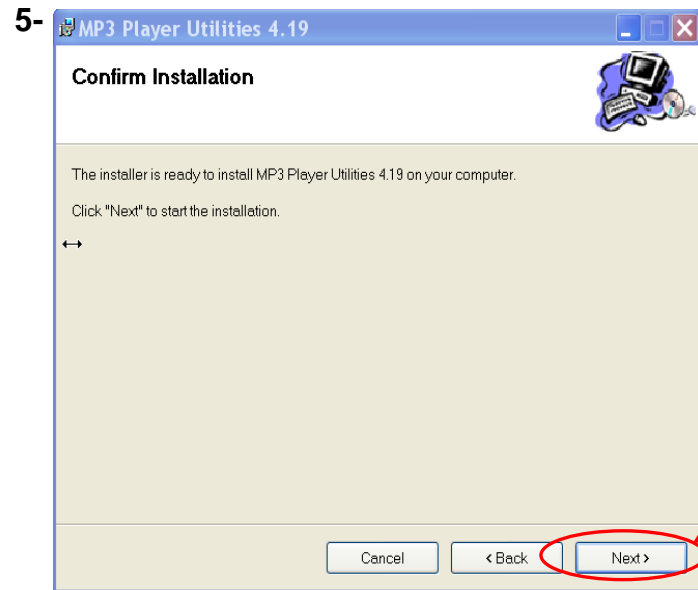 5-
MP3 Player Utilities 4.19
Confirm Installation
The installer is ready to install MP3 Player Utilities 4.19 on your computer.
Click "Next" to start the installation.
Cancel
< Back
Next >